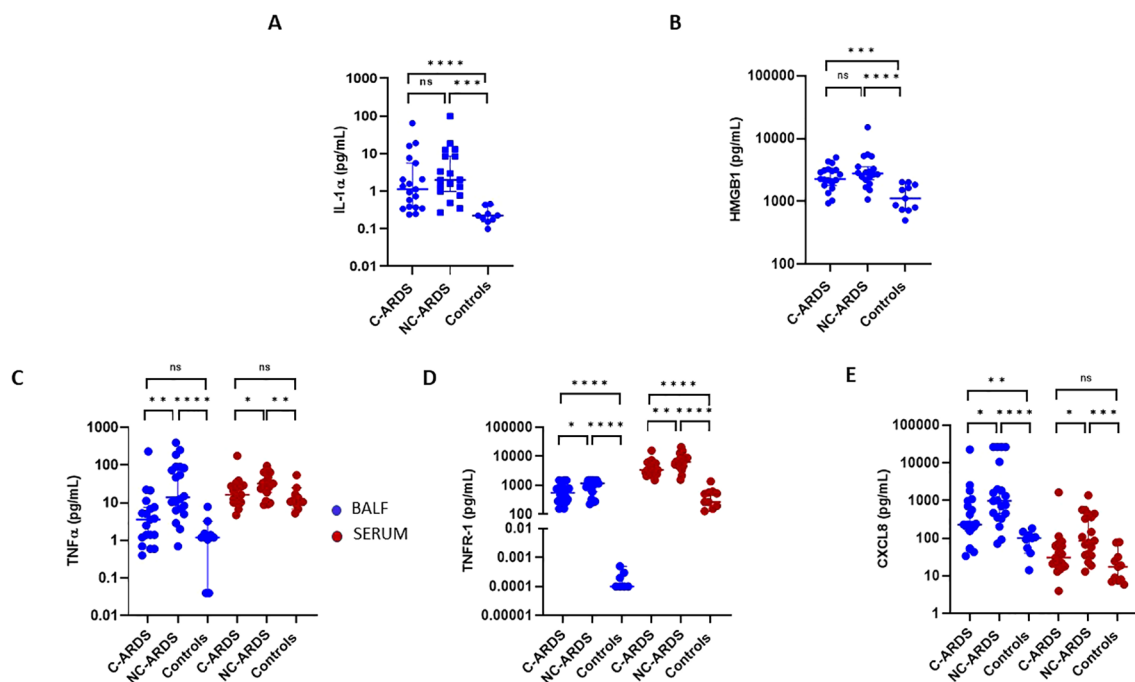 A
* * * *
ns
* * *
1000
100
10
1
0.1
0.01
IL-1α (pg/mL)
C-ARDS
NC-ARDS
Controls
B
* * *
ns
* * * *
100000
10000
1000
100
HMGB1 (pg/mL)
C-ARDS
NC-ARDS
Controls
C
ns
ns
* *
* * * *
*
* *
1000
100
10
1
0.1
0.01
TNFα (pg/mL)
C-ARDS
NC-ARDS
Controls
C-ARDS
NC-ARDS
Controls
BALF
SERUM
D
* * * *
* * * *
*
* * * *
* *
* * * *
100000
10000
1000
100
0.01
0.001
0.0001
0.00001
TNFR-1 (pg/mL)
C-ARDS
NC-ARDS
Controls
C-ARDS
NC-ARDS
Controls
E
* *
ns
*
* * * *
*
* * *
100000
10000
1000
100
10
1
CXCL8 (pg/mL)
C-ARDS
NC-ARDS
Controls
C-ARDS
NC-ARDS
Controls